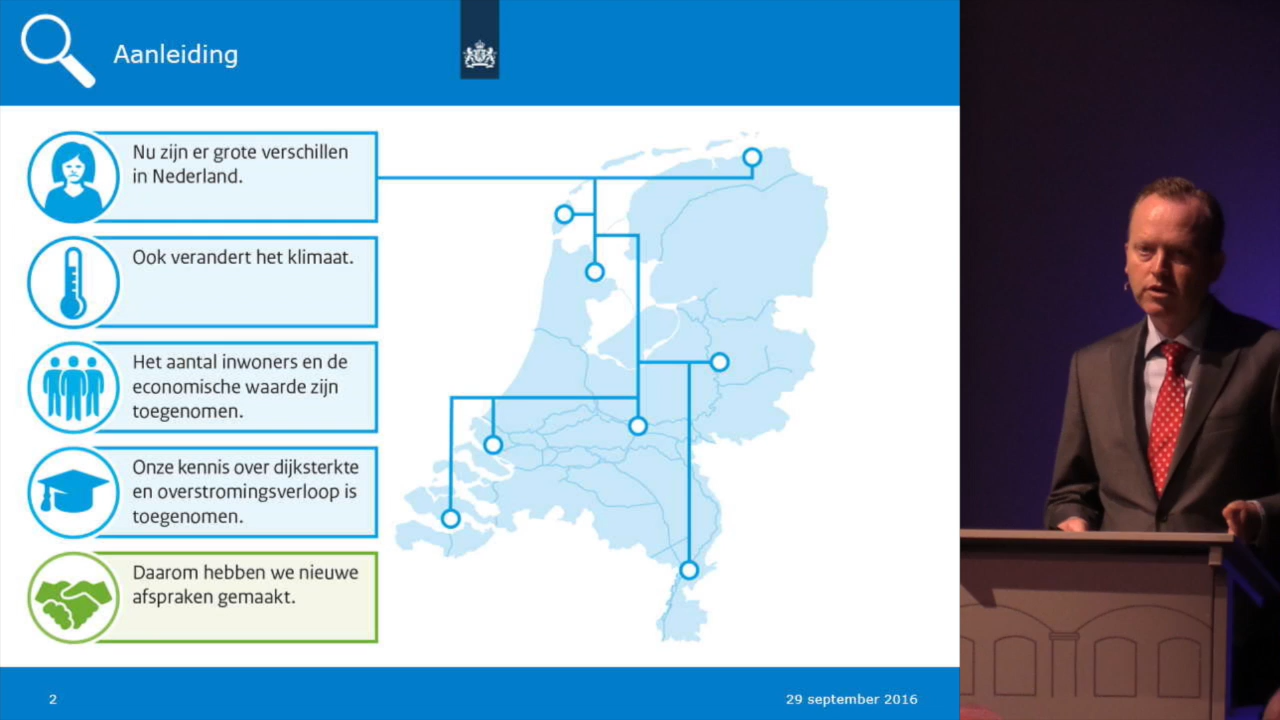 Aanleiding
Nu zijn er grote verschillen
in Nederland.
Ook verandert het klimaat.
Het aantal inwoners en de
economische waarde zijn
toegenomen.
Onze kennis over dijksterkte
en overstromingsverloop is
toegenomen.
Daarom hebben we nieuwe
afspraken gemaakt.
2
29 september 2016